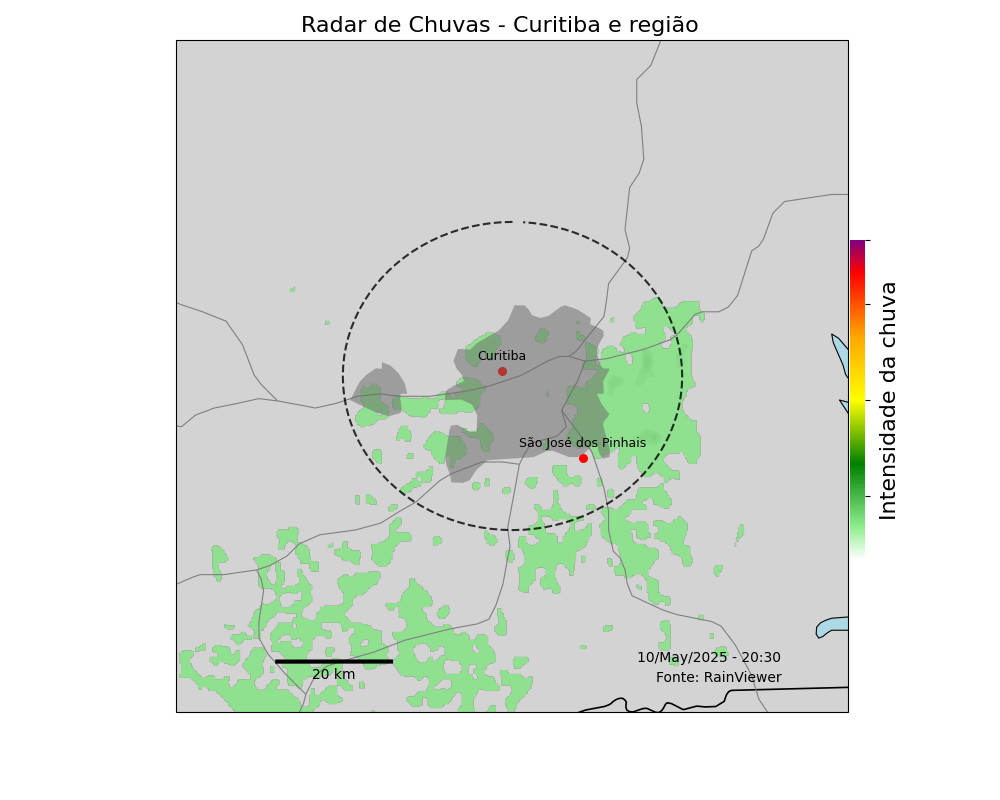 Radar de Chuvas - Curitiba e região
Curitiba
São José dos Pinhais
Intensidade da chuva
10/May/2025 - 20:30
20 km
Fonte: RainViewer